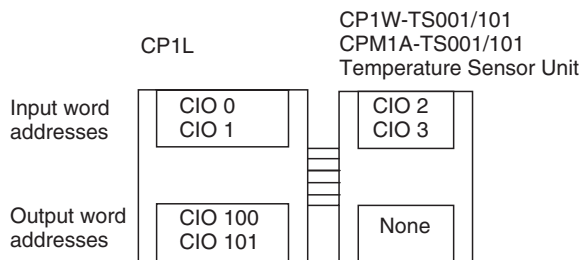 CP1L
CP1W-TS001/101
CPM1A-TS001/101
Temperature Sensor Unit
Input word
addresses
CIO 0
CIO 1
CIO 2
CIO 3
Output word
addresses
CIO 100
CIO 101
None